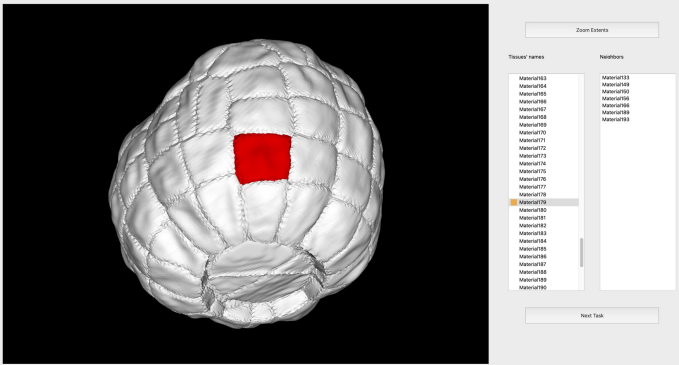 Zoom Extents
Tissues' names
Neighbors
Material163
Material164
Material165
Material166
Material167
Material168
Material169
Material170
Material171
Material172
Material173
Material174
Material175
Material176
Material177
Material178
Material179
Material180
Material181
Material182
Material183
Material184
Material185
Material186
Material187
Material188
Material189
Material190
Material133
Material149
Material150
Material156
Material166
Material189
Material193
Next Task